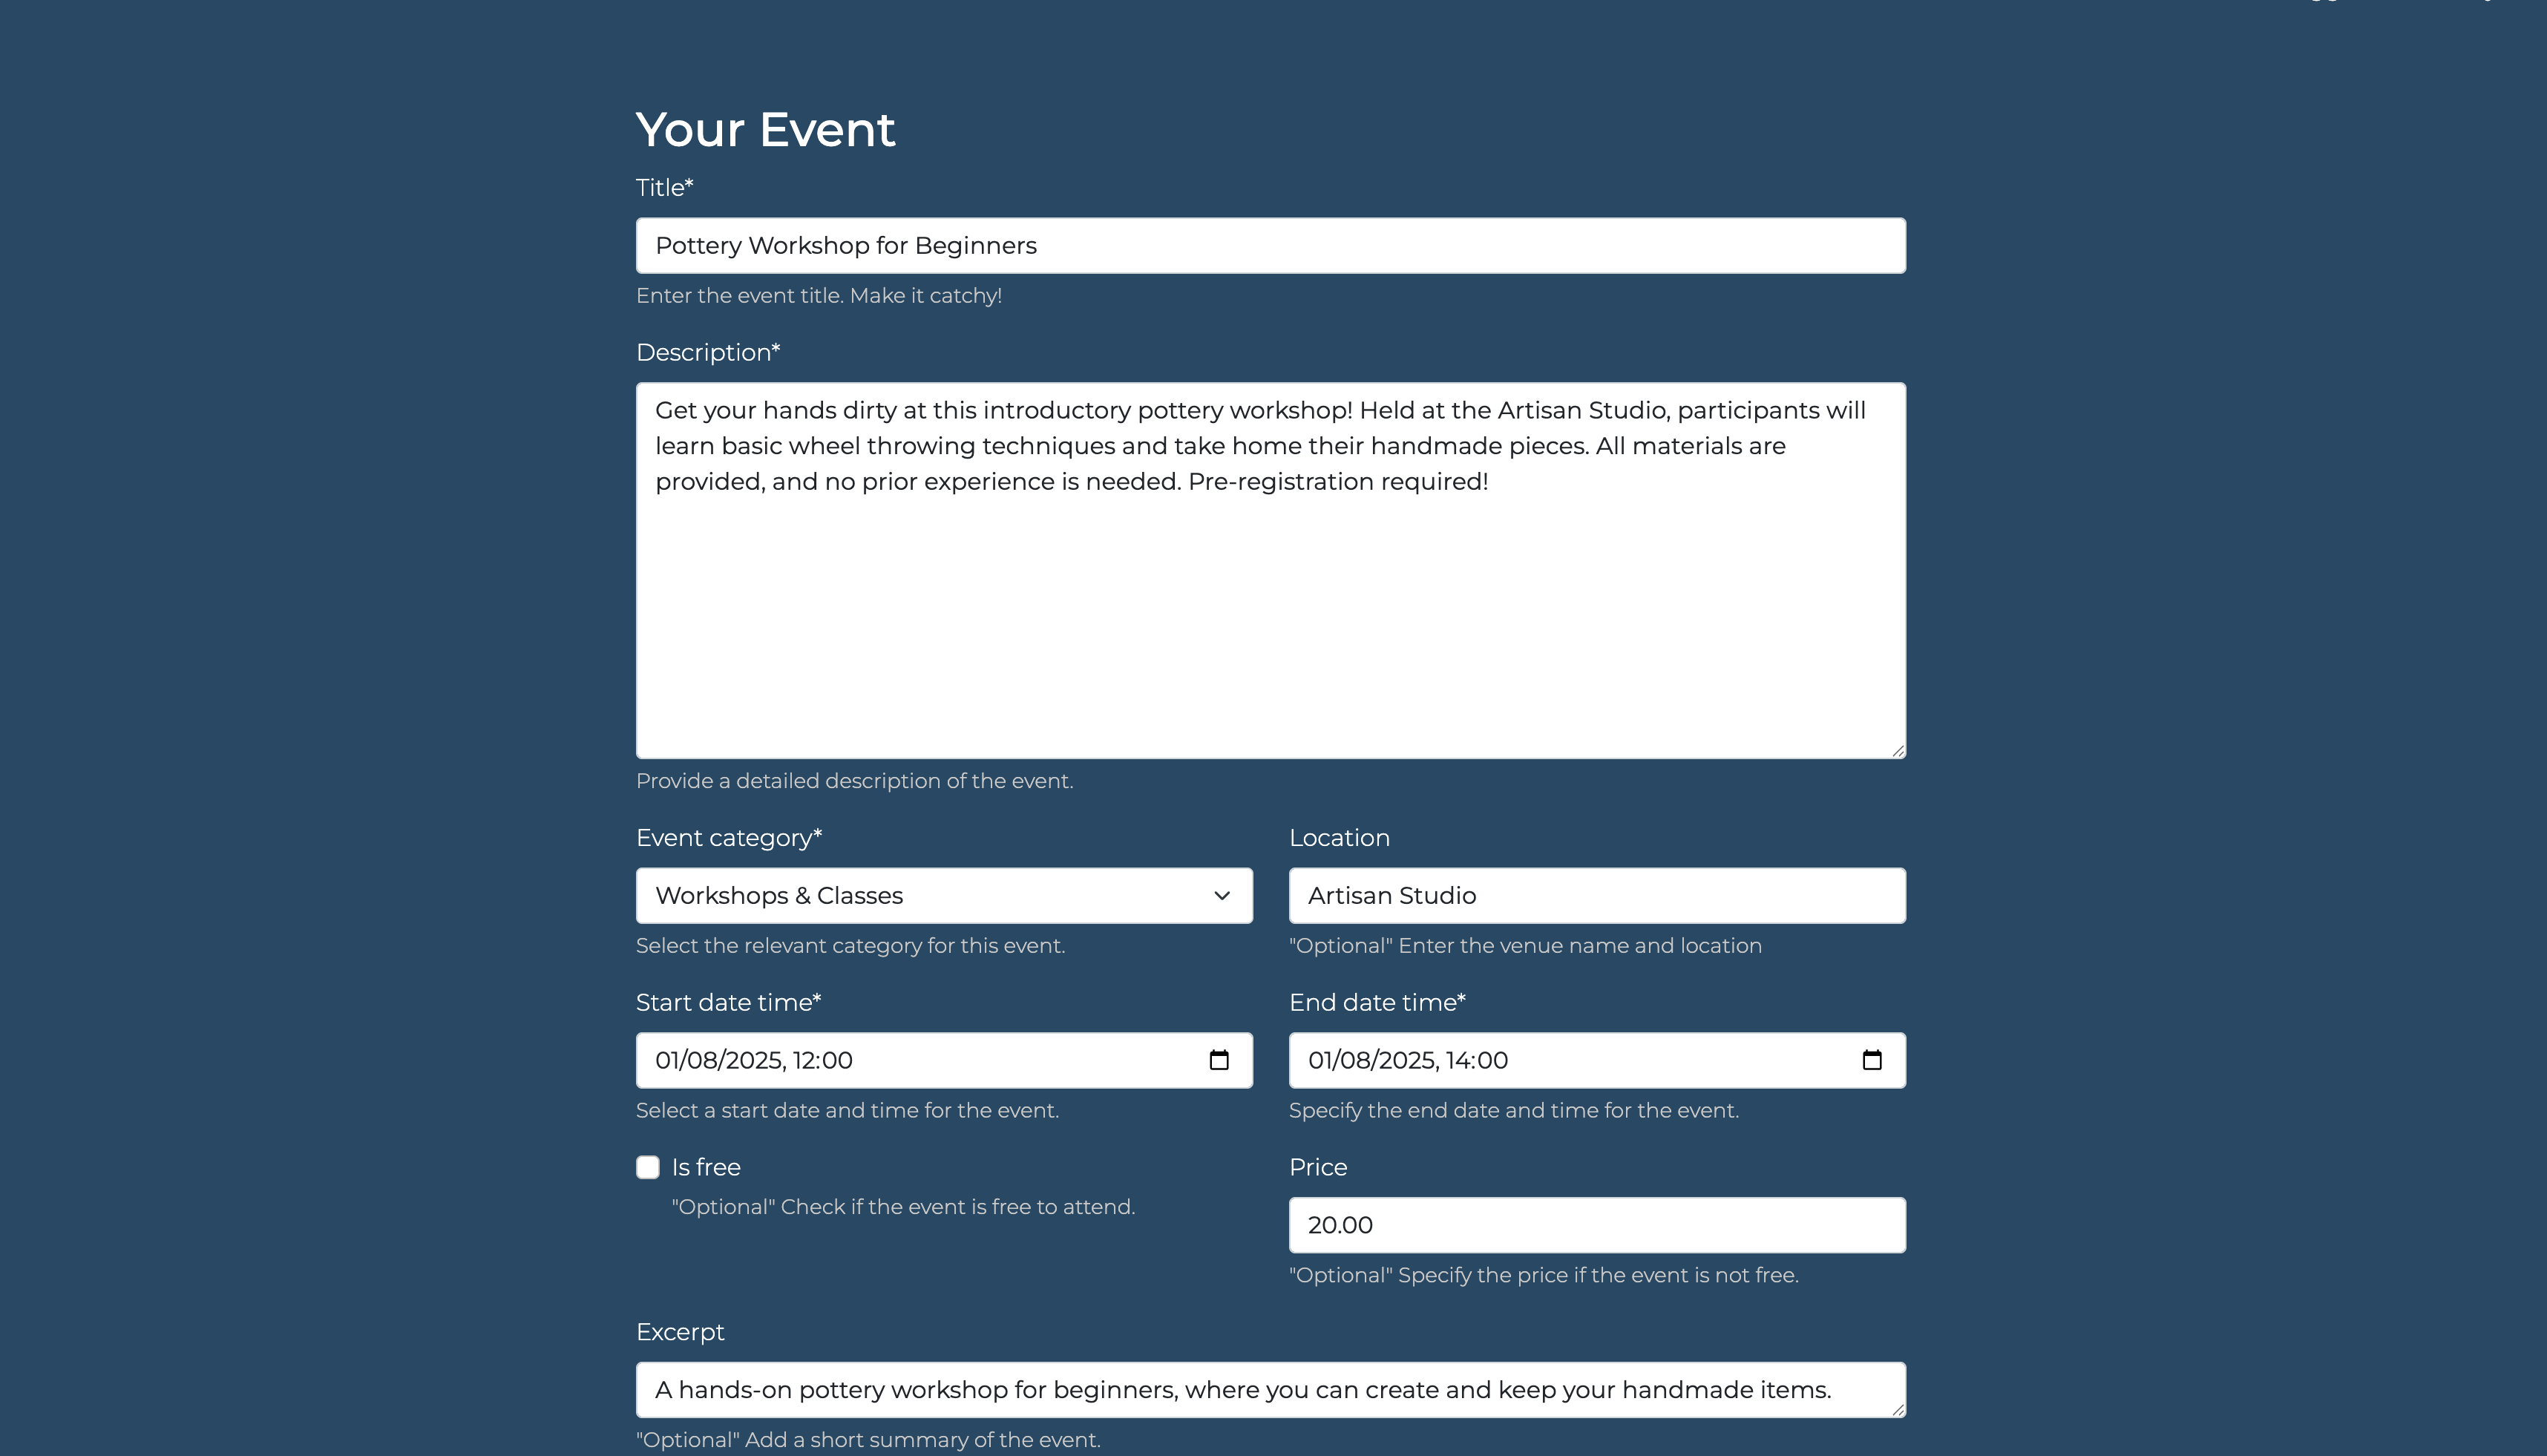 Your Event
Title*
Pottery Workshop for Beginners
Enter the event title. Make it catchy!
Description*
Get your hands dirty at this introductory pottery workshop! Held at the Artisan Studio, participants will
learn basic wheel throwing techniques and take home their handmade pieces. All materials are
provided, and no prior experience is needed. Pre-registration required!
Provide a detailed description of the event.
Event category*
Location
Workshops & Classes
Artisan Studio
Select the relevant category for this event.
"Optional" Enter the venue name and location
Start date time*
End date time*
01/08/2025, 12:00
01/08/2025, 14:00
Select a start date and time for the event.
Specify the end date and time for the event.
Is free
Price
"Optional" Check if the event is free to attend.
20.00
"Optional" Specify the price if the event is not free.
Excerpt
A hands-on pottery workshop for beginners, where you can create and keep your handmade items.
"Optional" Add a short summary of the event.